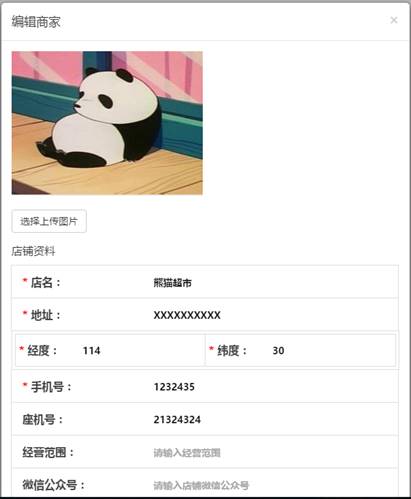 编辑商家 ×
选择上传图片
店铺资料
* 店名： 熊猫超市
* 地址： XXXXXXXXXX
* 经度： 114 * 纬度： 30
* 手机号： 1232435
座机号： 21324324
经营范围： 请输入经营范围
微信公众号： 请输入店铺微信公众号